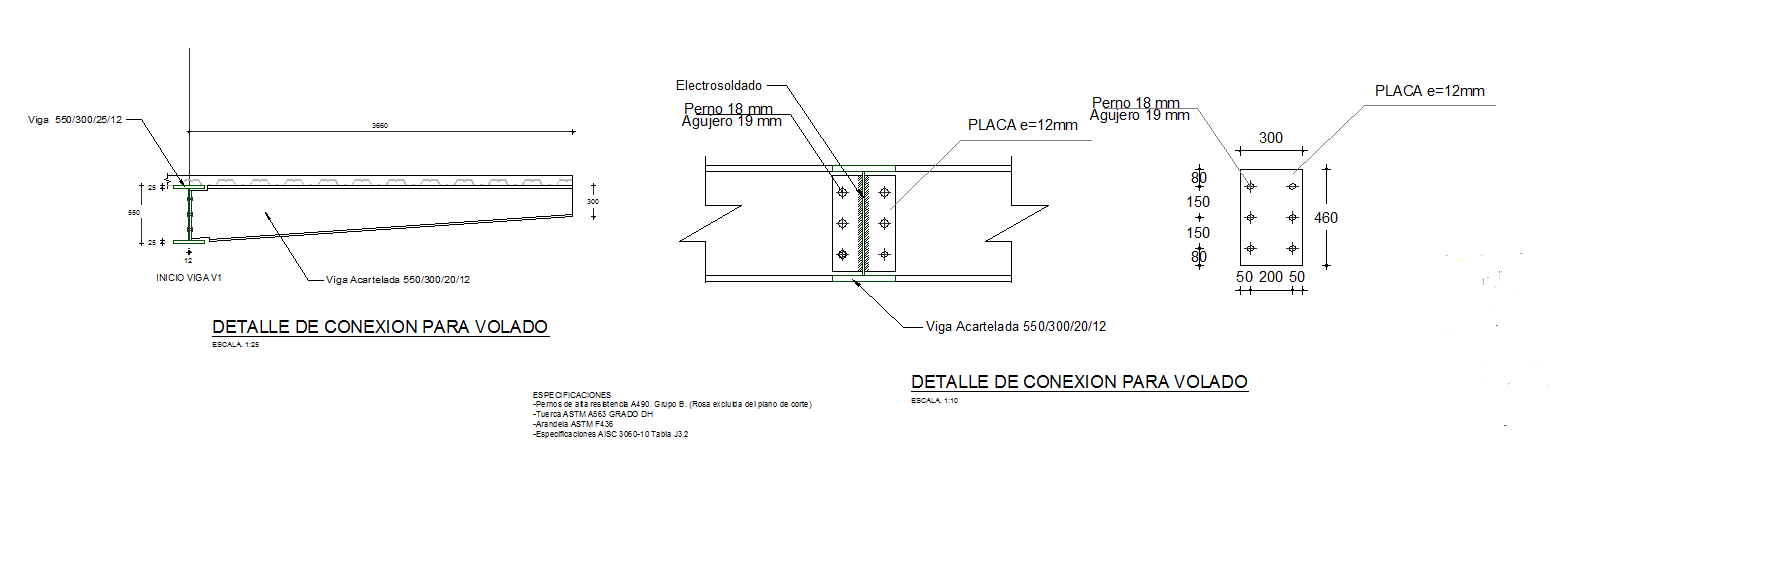 Viga 550/300/25/12
3660
25
550
25
12
300
INICIO VIGA V1
Viga Acartelada 550/300/20/12
DETALLE DE CONEXION PARA VOLADO
ESCALA. 1:25
Electrosoldado
Perno 18 mm
Agujero 19 mm
PLACA e=12mm
Viga Acartelada 550/300/20/12
DETALLE DE CONEXION PARA VOLADO
ESCALA. 1:10
Perno 18 mm
Agujero 19 mm
PLACA e=12mm
300
80
150
150
80
460
50 200 50
ESPECIFICACIONES
-Pernos de alta resistencia A490. Grupo B. (Rosa excluida del plano de corte)
-Tuerca ASTM A563 GRADO DH
-Arandela ASTM F436
-Especificaciones AISC 3060-10 Tabla J3.2